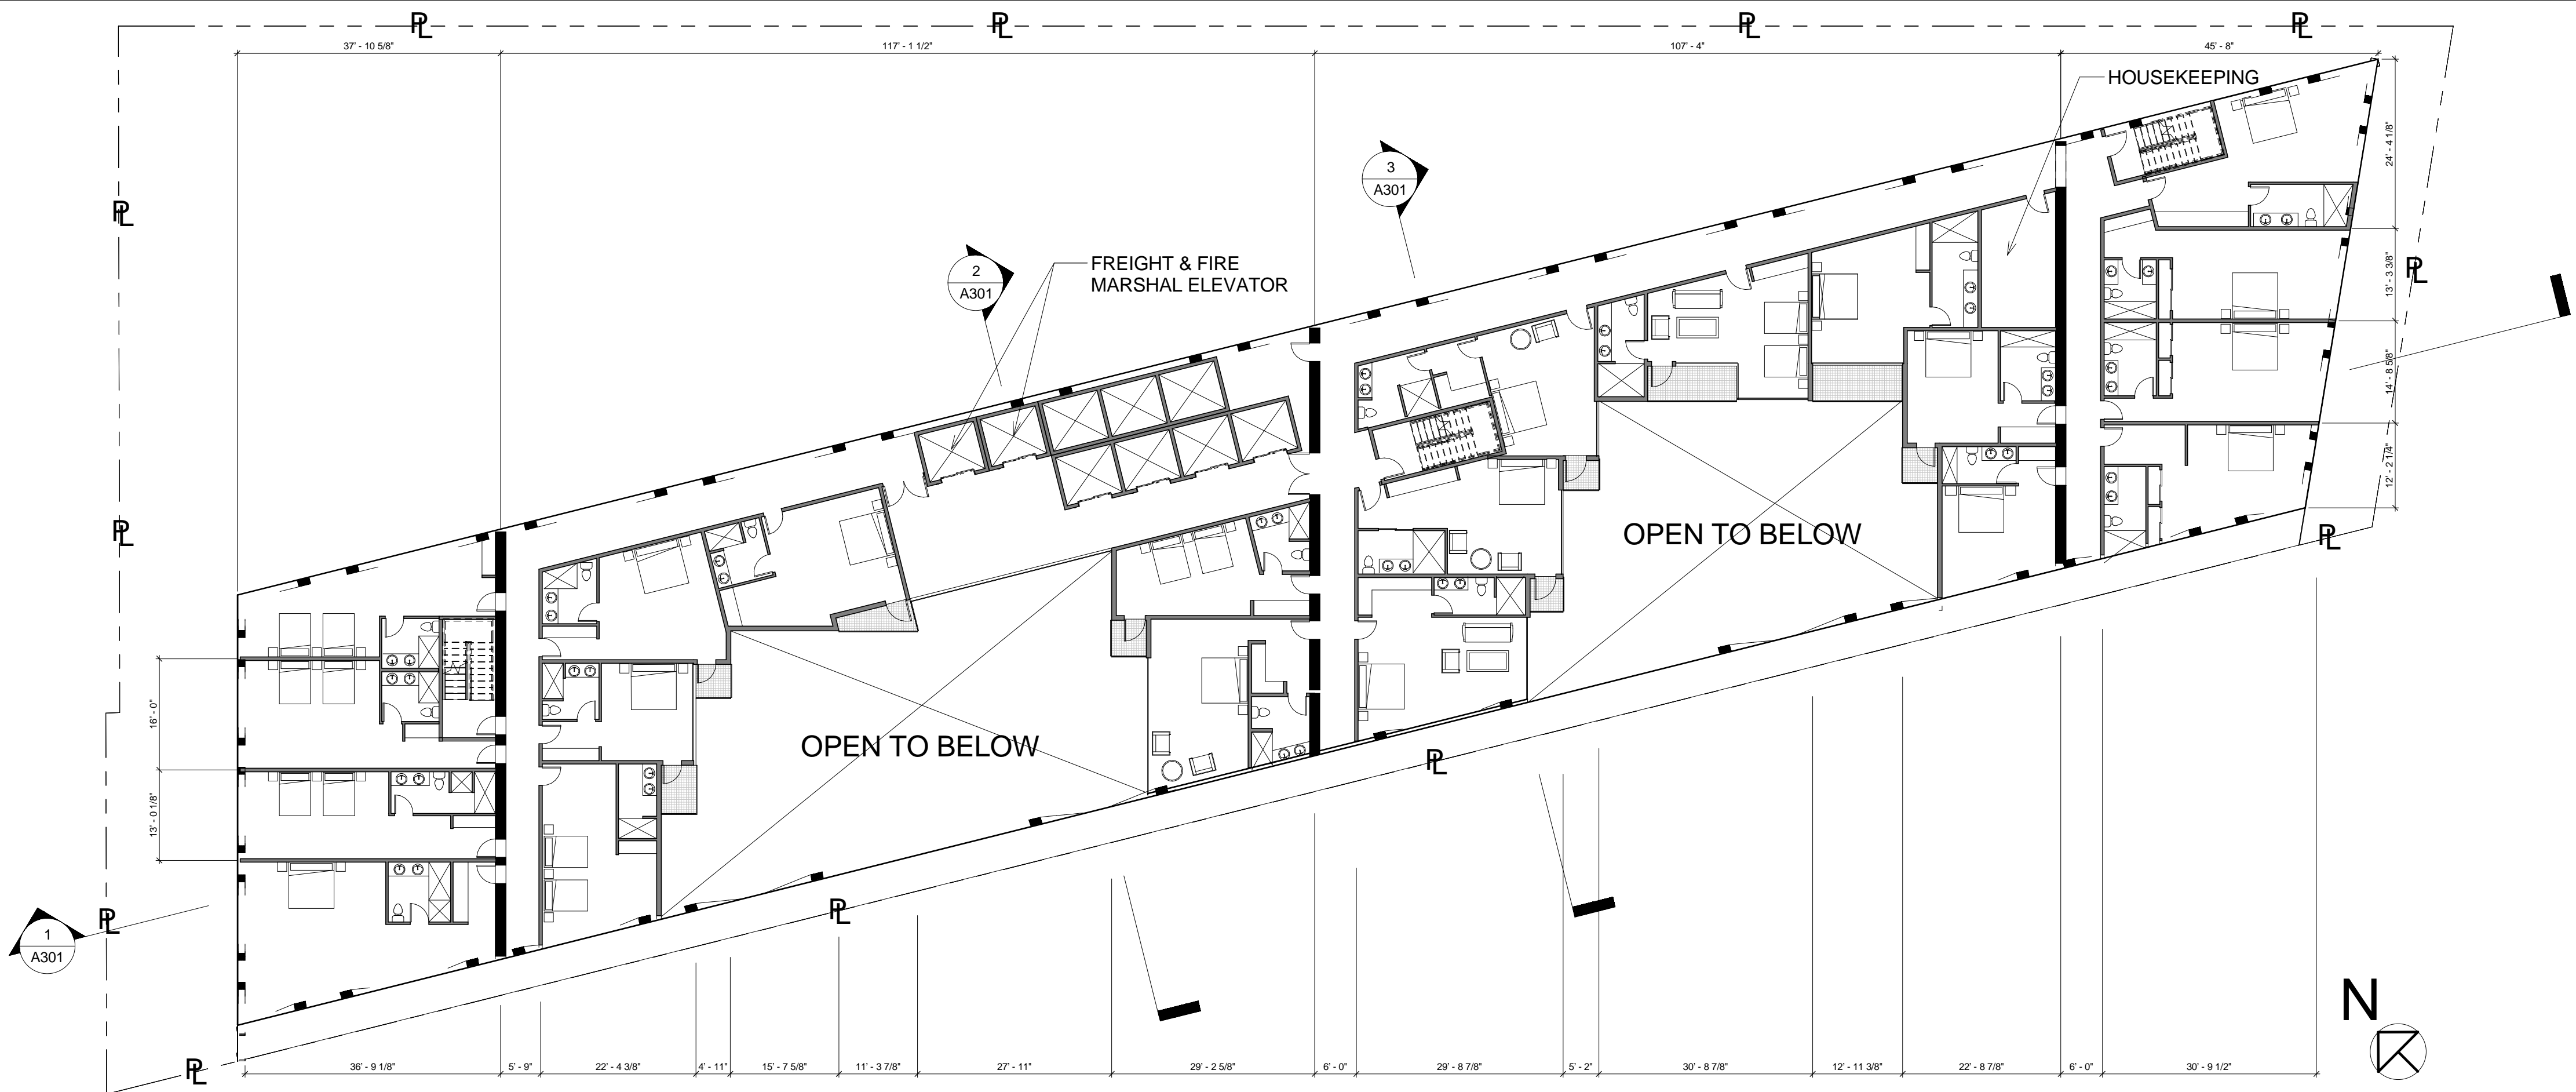 PL PL PL PL
37' - 10 5/8" 117' - 1 1/2" 107' - 4" 45' - 8"
HOUSEKEEPING
24' - 4 1/8"
3
A301
PL
2
A301
FREIGHT & FIRE
MARSHAL ELEVATOR
PL
13' - 3 3/8"
14' - 8 5/8"
12' - 2 1/4"
PL
OPEN TO BELOW
PL
16' - 0"
OPEN TO BELOW
PL
13' - 0 1/8"
PL
PL
1
A301
N
PL
36' - 9 1/8" 5' - 9" 22' - 4 3/8" 4' - 11" 15' - 7 5/8" 11' - 3 7/8" 27' - 11" 29' - 2 5/8" 6' - 0" 29' - 8 7/8" 5' - 2" 30' - 8 7/8" 12' - 11 3/8" 22' - 8 7/8" 6' - 0" 30' - 9 1/2"